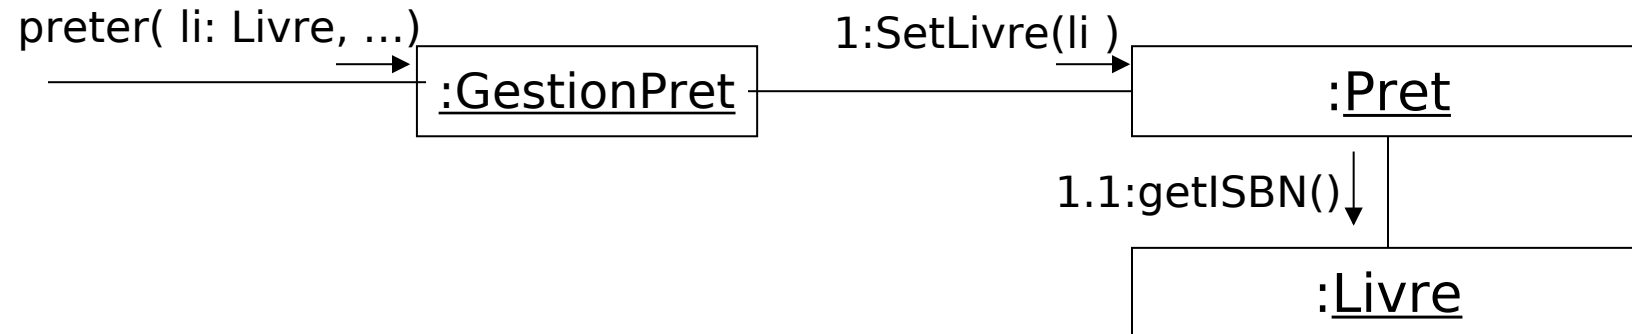 preter( li: Livre, ...)
1:SetLivre(li )
:GestionPret
:Pret
1.1:getISBN()
:Livre